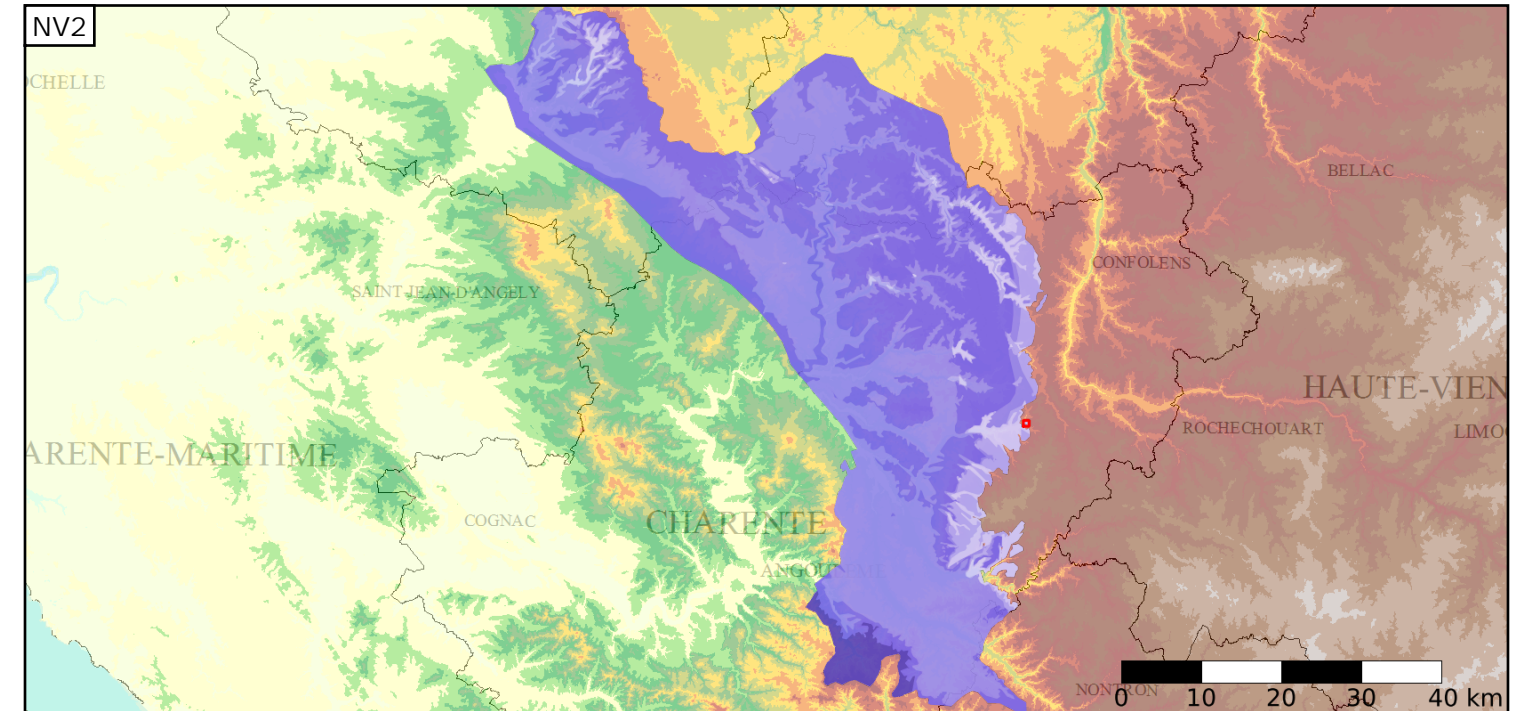 NV2
OCHELLE
BELLAC
CONFOLENS
SAINT-JEAN-D'ANGELY
HAUTE-VIEN
ROCHECHOUART
LIMO
ARENTE-MARITIME
COGNAC
CHARENTE
ANGOULEME
NONTRON
0 10 20 30 40 km